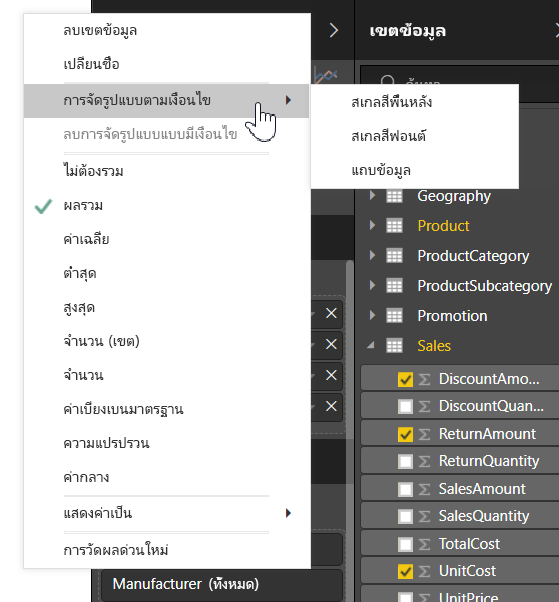 ลบเขตข้อมูล
เปลี่ยนชื่อ
การจัดรูปแบบตามเงื่อนไข
ลบการจัดรูปแบบแบบมีเงื่อนไข
ไม่ต้องรวม
ผลรวม
ค่าเฉลี่ย
ต่ำสุด
สูงสุด
จำนวน (เขต)
จำนวน
ค่าเบี่ยงเบนมาตรฐาน
ความแปรปรวน
ค่ากลาง
แสดงค่าเป็น
การวัดผลด่วนใหม่
Manufacturer (ทั้งหมด)
สเกลสีพื้นหลัง
สเกลสีฟอนต์
แถบข้อมูล
เขตข้อมูล
ค้นหา
Geography
Product
ProductCategory
ProductSubcategory
Promotion
Sales
DiscountAmo...
DiscountQuan...
ReturnAmount
ReturnQuantity
SalesAmount
SalesQuantity
TotalCost
UnitCost
UnitPrice